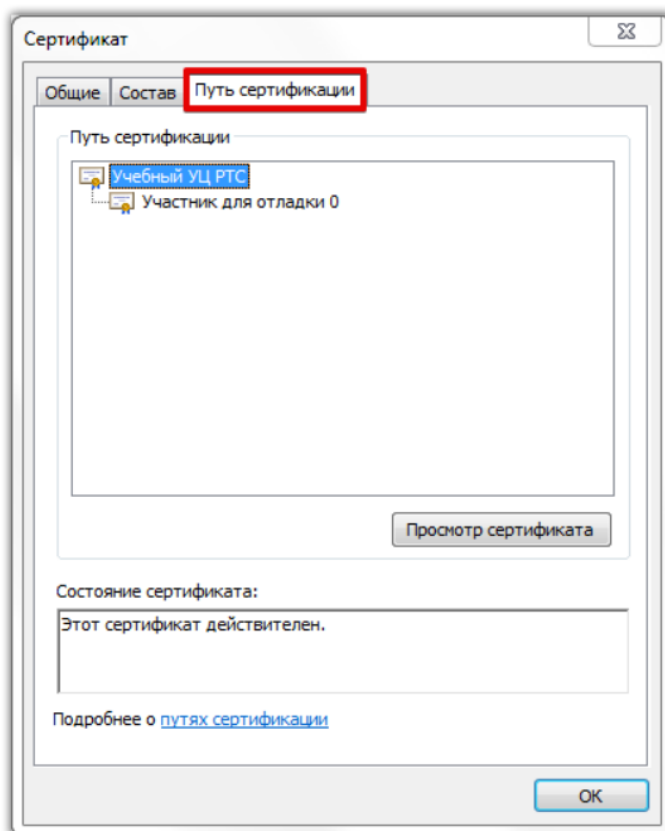 Сертификат
Общие Состав Путь сертификации
Путь сертификации
Учебный УЦ РТС
Участник для отладки 0
Просмотр сертификата
Состояние сертификата:
Этот сертификат действителен.
Подробнее о путях сертификации
ОК